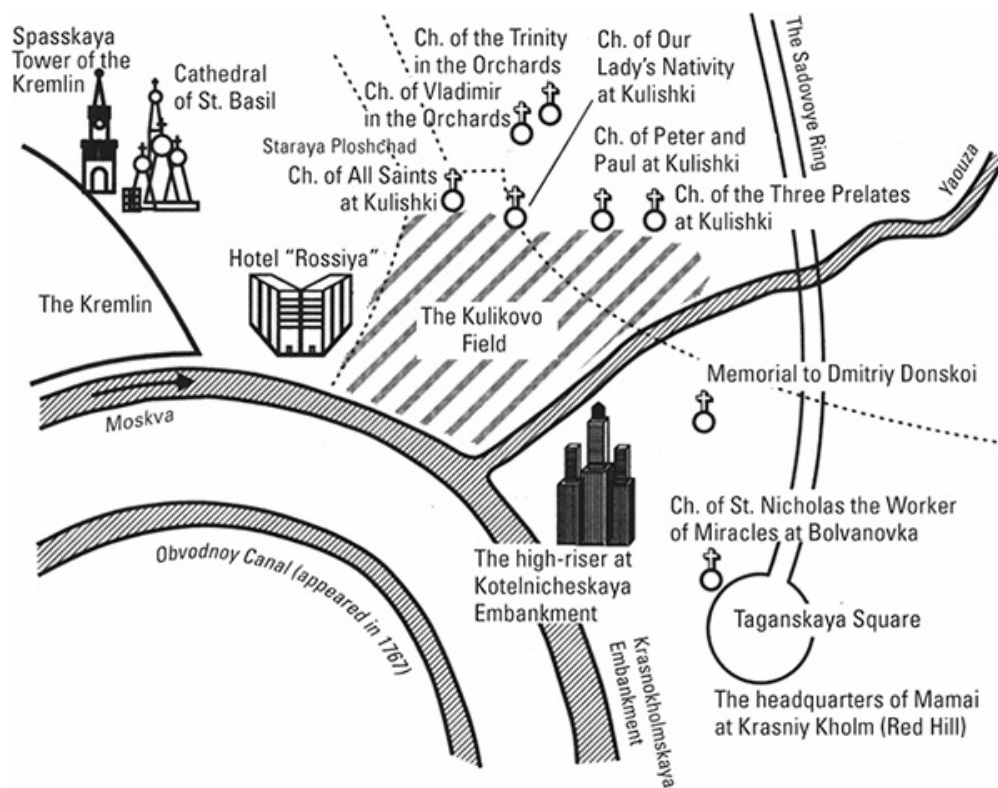 Spasskaya
Tower of the
Kremlin
Cathedral
of St. Basil
Ch. of the Trinity
in the Orchards
Ch. of Vladimir
in the Orchards
Ch. of Our
Lady's Nativity
at Kulishki
The Sadovoye Ring
Staraya Ploshchad
Ch. of All Saints
at Kulishki
Ch. of Peter and
Paul at Kulishki
Ch. of the Three Prelates
at Kulishki
Yaouza
Hotel "Rossiya"
The Kremlin
The Kulikovo
Field
Moskva
Memorial to Dmitriy Donskoi
Obvodnoy Canal (appeared in 1767)
The high-riser at
Kotelnicheskaya
Embankment
Ch. of St. Nicholas the Worker
of Miracles at Bolvanovka
Taganskaya Square
Krasnokholmskaya
Embankment
The headquarters of Mamai
at Krasniy Kholm (Red Hill)